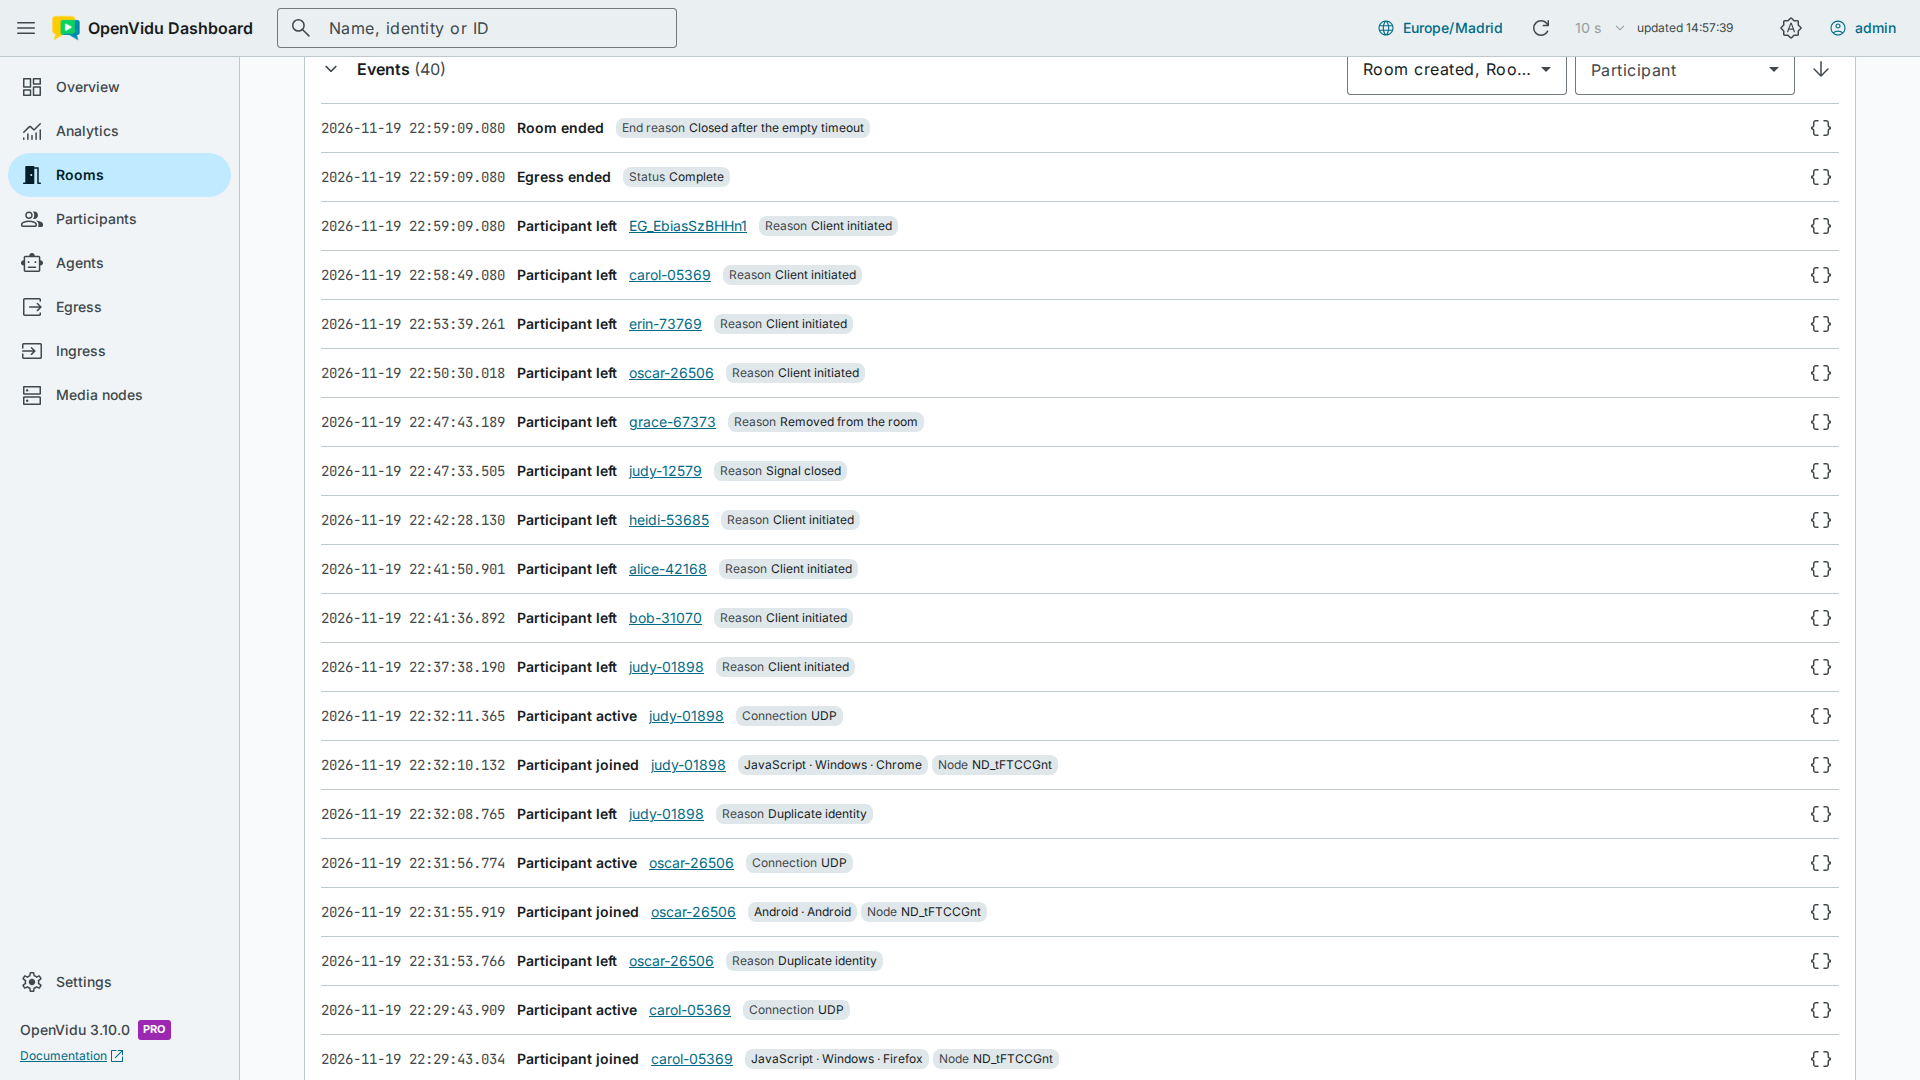 OpenVidu Dashboard
Name, identity or ID
Europe/Madrid
10 s
updated 14:57:39
admin
Overview
Analytics
Rooms
Participants
Agents
Egress
Ingress
Media nodes
Settings
OpenVidu 3.10.0 PRO
Documentation
Events (40)
Room created, Roo...
Participant
2026-11-19 22:59:09.080 Room ended End reason Closed after the empty timeout
2026-11-19 22:59:09.080 Egress ended Status Complete
2026-11-19 22:59:09.080 Participant left EG_EbiasSzBHHn1 Reason Client initiated
2026-11-19 22:58:49.080 Participant left carol-05369 Reason Client initiated
2026-11-19 22:53:39.261 Participant left erin-73769 Reason Client initiated
2026-11-19 22:50:30.018 Participant left oscar-26506 Reason Client initiated
2026-11-19 22:47:43.189 Participant left grace-67373 Reason Removed from the room
2026-11-19 22:47:33.505 Participant left judy-12579 Reason Signal closed
2026-11-19 22:42:28.130 Participant left heidi-53685 Reason Client initiated
2026-11-19 22:41:50.901 Participant left alice-42168 Reason Client initiated
2026-11-19 22:41:36.892 Participant left bob-31070 Reason Client initiated
2026-11-19 22:37:38.190 Participant left judy-01898 Reason Client initiated
2026-11-19 22:32:11.365 Participant active judy-01898 Connection UDP
2026-11-19 22:32:10.132 Participant joined judy-01898 JavaScript · Windows · Chrome Node ND_tFTCCGnt
2026-11-19 22:32:08.765 Participant left judy-01898 Reason Duplicate identity
2026-11-19 22:31:56.774 Participant active oscar-26506 Connection UDP
2026-11-19 22:31:55.919 Participant joined oscar-26506 Android · Android Node ND_tFTCCGnt
2026-11-19 22:31:53.766 Participant left oscar-26506 Reason Duplicate identity
2026-11-19 22:29:43.909 Participant active carol-05369 Connection UDP
2026-11-19 22:29:43.034 Participant joined carol-05369 JavaScript · Windows · Firefox Node ND_tFTCCGnt